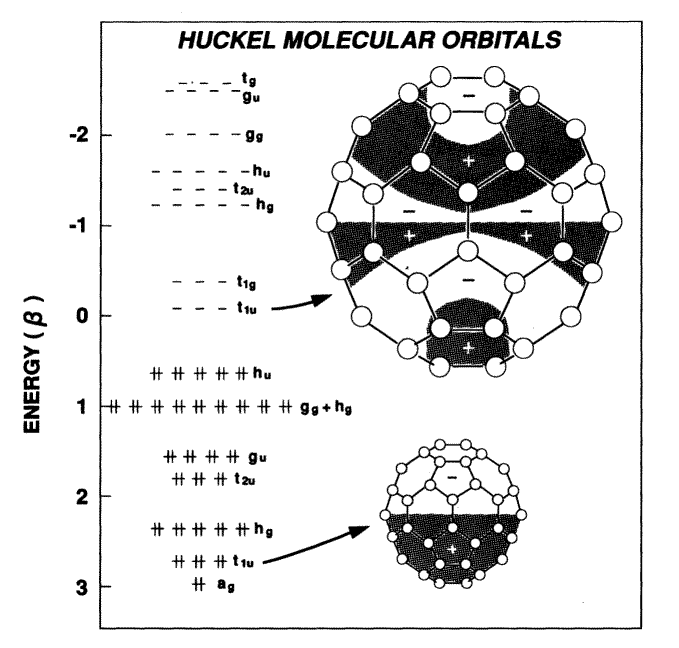 HUCKEL MOLECULAR ORBITALS
tg
gu
-2
gg
hu
t2u
hg
-1
t1g
t1u
0
hu
1
gg + hg
gu
t2u
2
hg
t1u
ag
3
ENERGY (β)
−
+
−
−
+
+
−
+
−
+